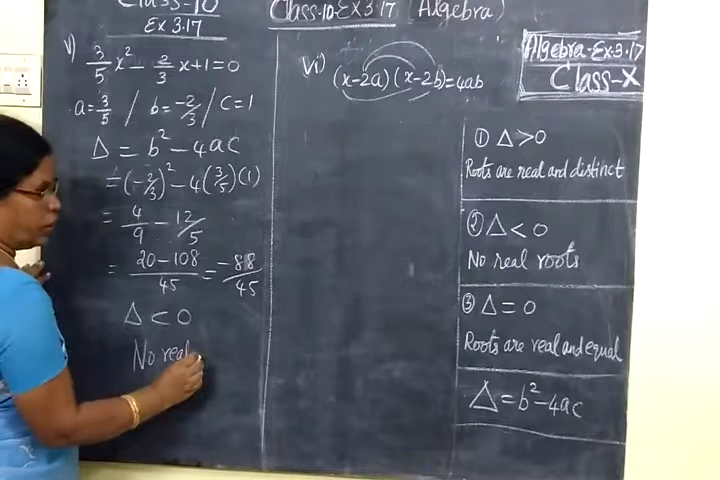 Class-10
Ex 3.17
Class-10-Ex 3.17 (Algebra)
v) 3/5 x² - 2/3 x+1=0
a=3/5 / b=-2/3 / c=1
Δ = b² - 4ac
= (-2/3)² - 4(3/5)(1)
= 4/9 - 12/5
= 20-108/45 = -88/45
Δ < 0
No real
vi) (x-2a)(x-2b)=4ab
Algebra-Ex-3.17
Class-X
① Δ>0
Roots are real and distinct
② Δ < 0
No real roots
③ Δ = 0
Roots are real and equal
Δ = b²-4ac